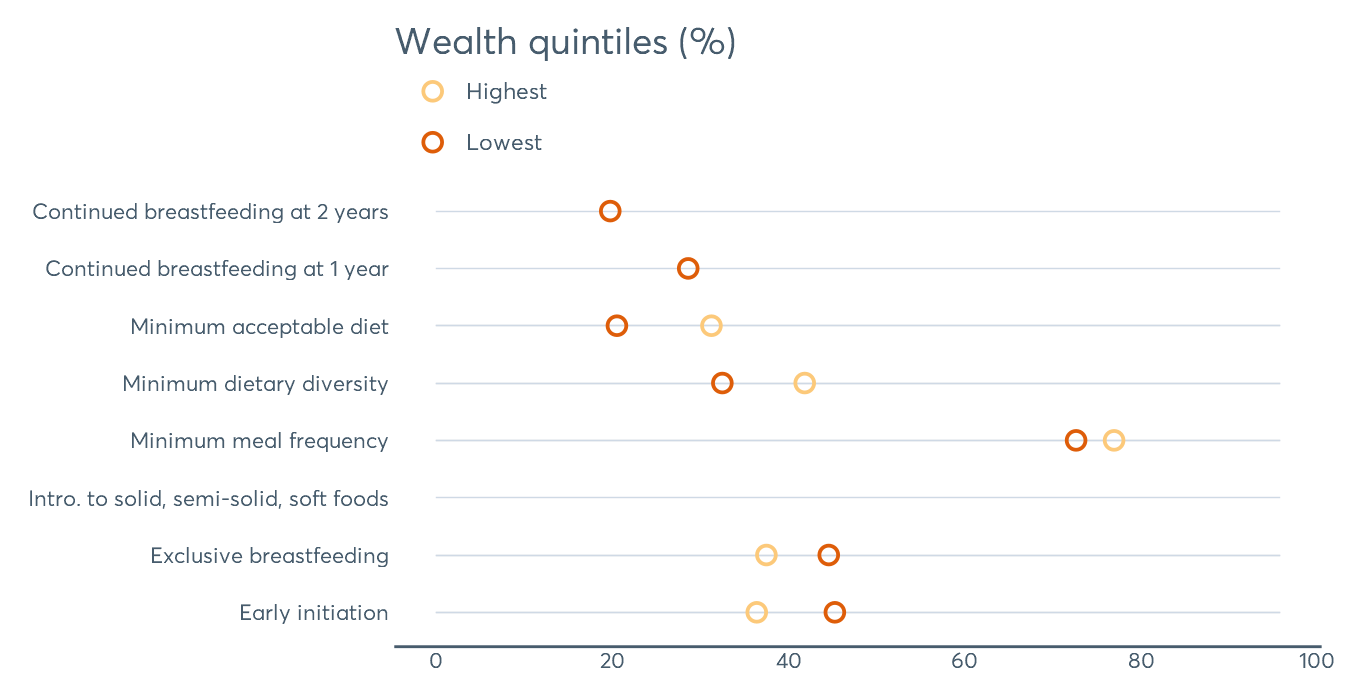 Wealth quintiles (%)
Highest
Lowest
Continued breastfeeding at 2 years
Continued breastfeeding at 1 year
Minimum acceptable diet
Minimum dietary diversity
Minimum meal frequency
Intro. to solid, semi-solid, soft foods
Exclusive breastfeeding
Early initiation
0 20 40 60 80 100